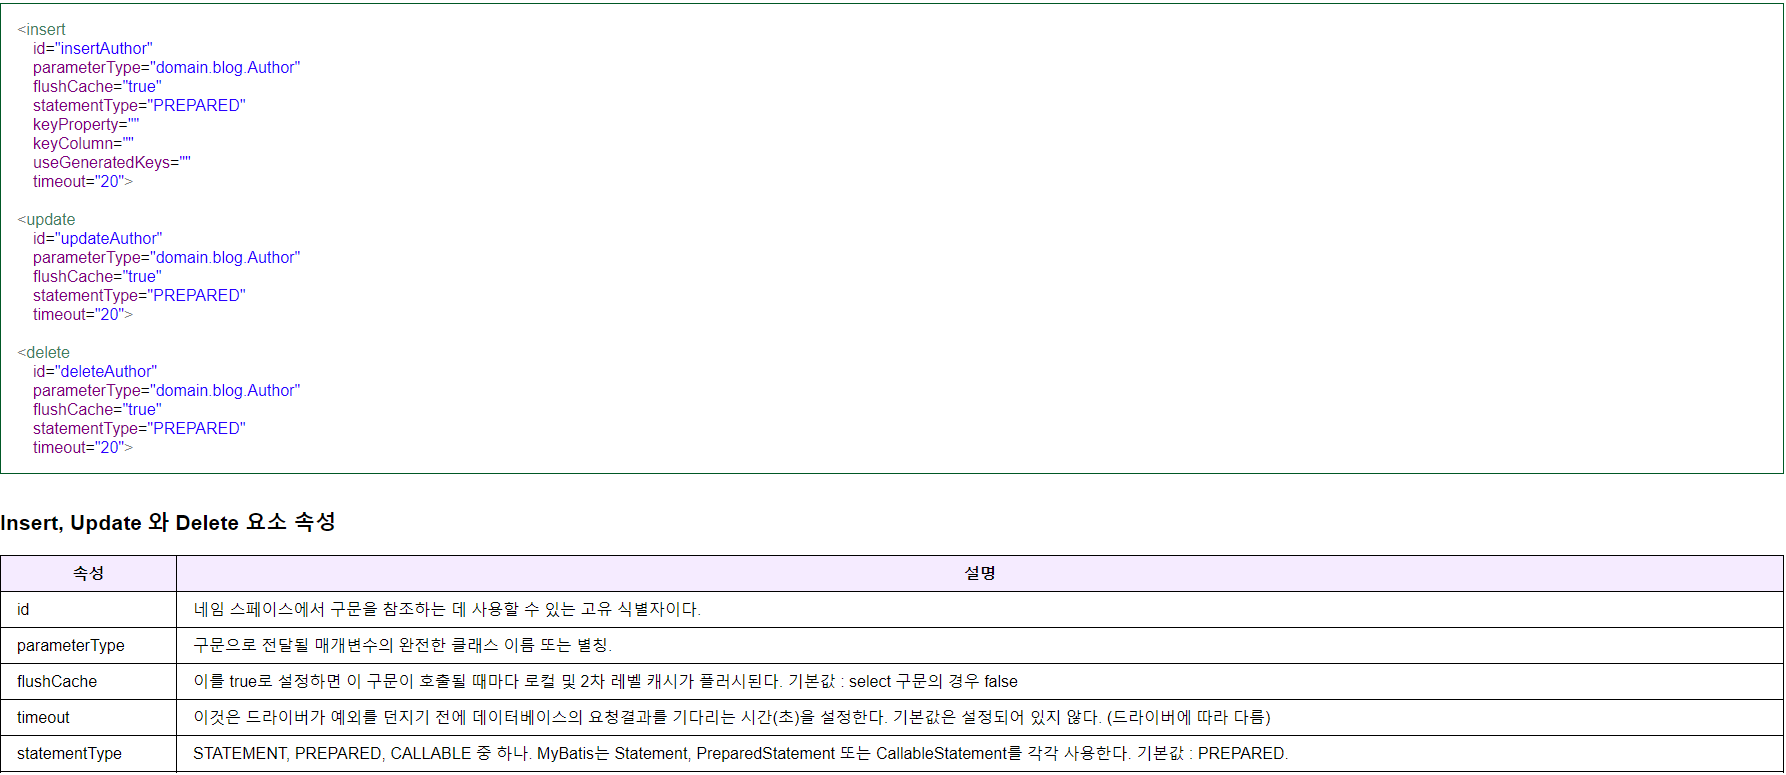 <insert
id="insertAuthor"
parameterType="domain.blog.Author"
flushCache="true"
statementType="PREPARED"
keyProperty=""
keyColumn=""
useGeneratedKeys=""
timeout="20">
<update
id="updateAuthor"
parameterType="domain.blog.Author"
flushCache="true"
statementType="PREPARED"
timeout="20">
<delete
id="deleteAuthor"
parameterType="domain.blog.Author"
flushCache="true"
statementType="PREPARED"
timeout="20">
Insert, Update 와 Delete 요소 속성
속성 설명
id 네임 스페이스에서 구문을 참조하는 데 사용할 수 있는 고유 식별자이다.
parameterType 구문으로 전달될 매개변수의 완전한 클래스 이름 또는 별칭.
flushCache 이를 true로 설정하면 이 구문이 호출될 때마다 로컬 및 2차 레벨 캐시가 플러시된다. 기본값 : select 구문의 경우 false
timeout 이것은 드라이버가 예외를 던지기 전에 데이터베이스의 요청결과를 기다리는 시간(초)을 설정한다. 기본값은 설정되어 있지 않다. (드라이버에 따라 다름)
statementType STATEMENT, PREPARED, CALLABLE 중 하나. MyBatis는 Statement, PreparedStatement 또는 CallableStatement를 각각 사용한다. 기본값 : PREPARED.